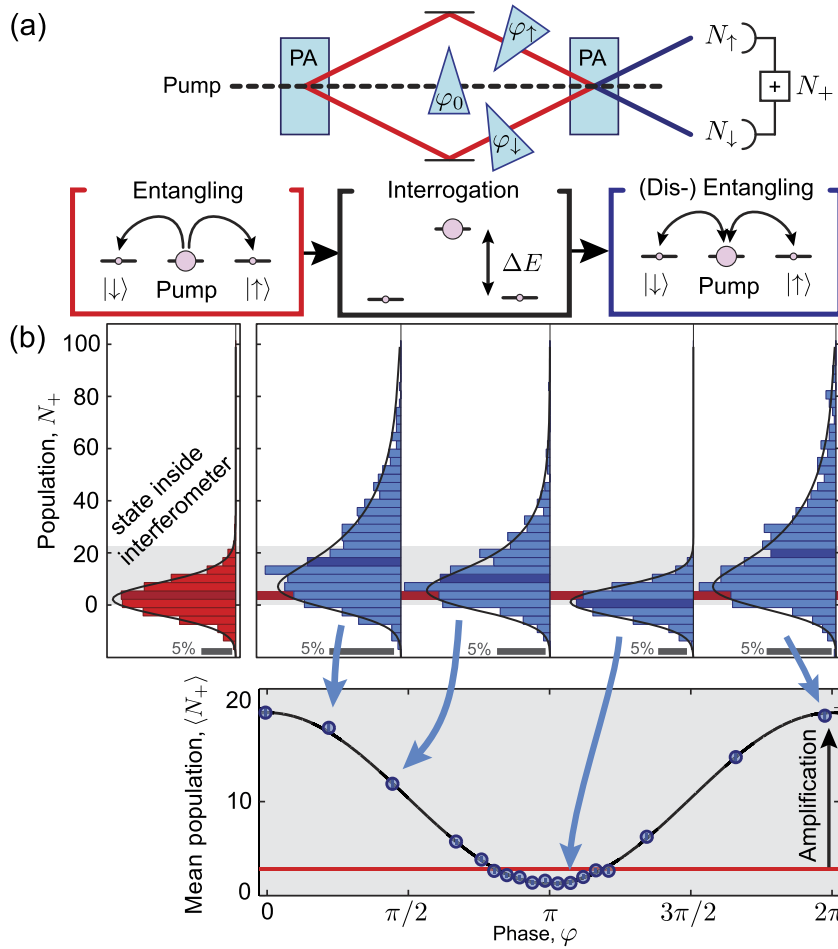 (a)
PA
PA
φ↑
N↑
Pump
φ₀
+
N₊
φ↓
N↓
Entangling
Interrogation
(Dis-) Entangling
ΔE
|↓⟩
Pump
|↑⟩
|↓⟩
Pump
|↑⟩
(b)
100
80
60
40
20
0
Population, N₊
state inside
interferometer
5%
5%
5%
5%
5%
20
10
0
Mean population, ⟨N₊⟩
Amplification
0
π/2
π
3π/2
2π
Phase, φ